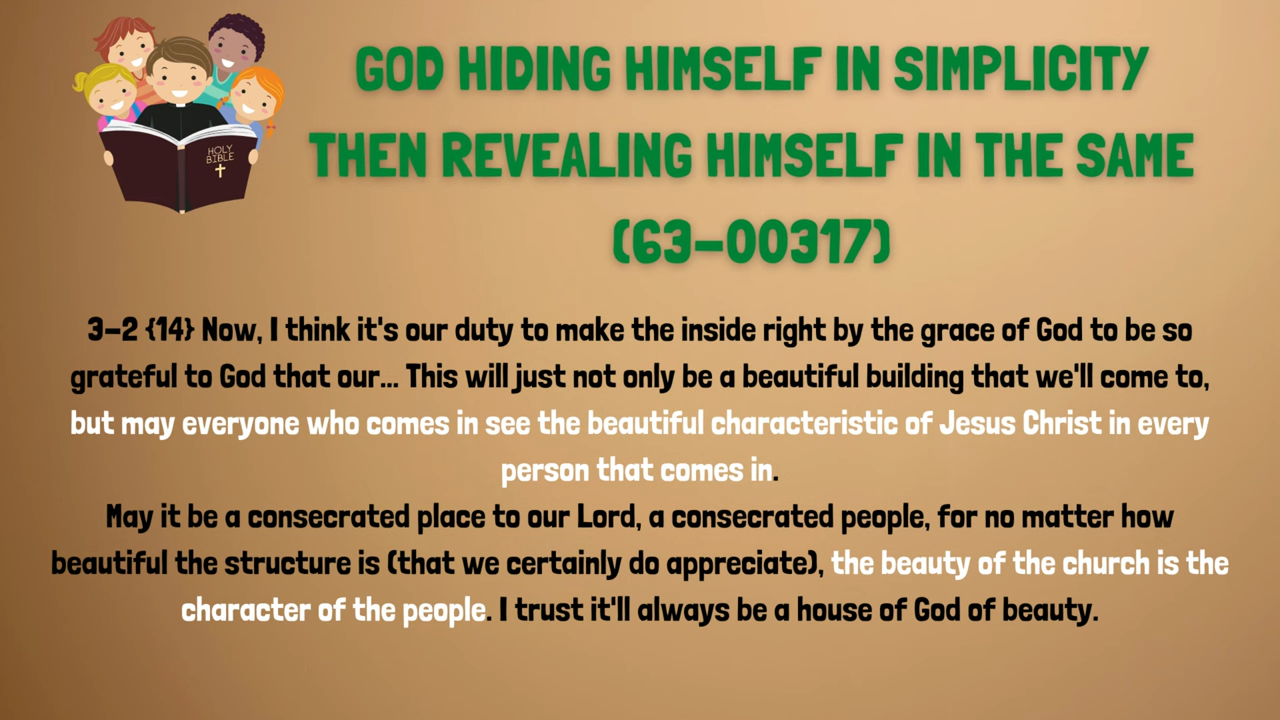 GOD HIDING HIMSELF IN SIMPLICITY
THEN REVEALING HIMSELF IN THE SAME
(63-00317)
HOLY
BIBLE
3-2 {14} Now, I think it's our duty to make the inside right by the grace of God to be so
grateful to God that our... This will just not only be a beautiful building that we'll come to,
but may everyone who comes in see the beautiful characteristic of Jesus Christ in every
person that comes in.
May it be a consecrated place to our Lord, a consecrated people, for no matter how
beautiful the structure is (that we certainly do appreciate), the beauty of the church is the
character of the people. I trust it'll always be a house of God of beauty.